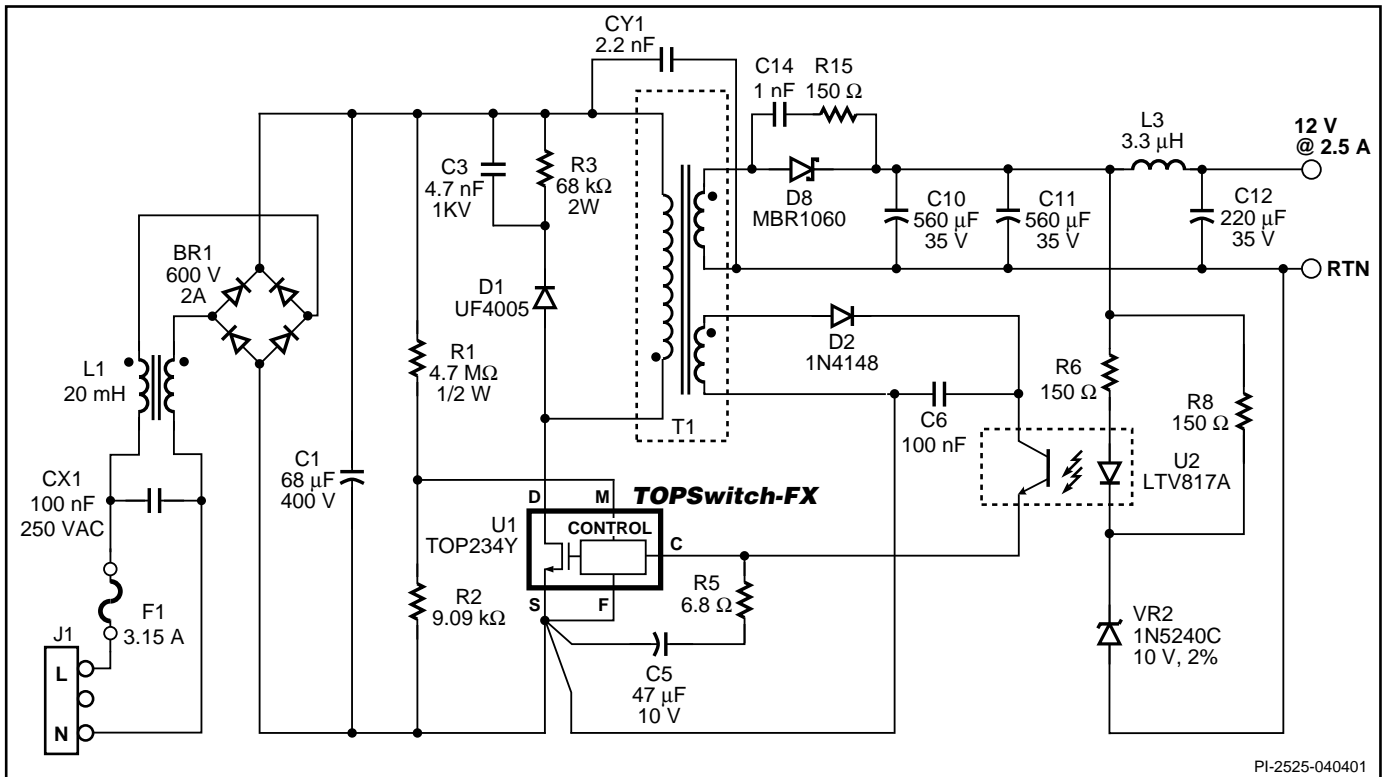 CY1
2.2 nF
C14
1 nF
R15
150 Ω
L3
3.3 µH
12 V
@ 2.5 A
C3
4.7 nF
1KV
R3
68 kΩ
2W
D8
MBR1060
C10
560 µF
35 V
C11
560 µF
35 V
C12
220 µF
35 V
BR1
600 V
2A
RTN
D1
UF4005
D2
1N4148
L1
20 mH
R1
4.7 MΩ
1/2 W
R6
150 Ω
R8
150 Ω
T1
C6
100 nF
C1
68 µF
400 V
U2
LTV817A
CX1
100 nF
250 VAC
D
M
TOPSwitch-FX
U1
TOP234Y
CONTROL
C
R5
6.8 Ω
S
F
R2
9.09 kΩ
F1
3.15 A
VR2
1N5240C
10 V, 2%
J1
L
N
C5
47 µF
10 V
PI-2525-040401